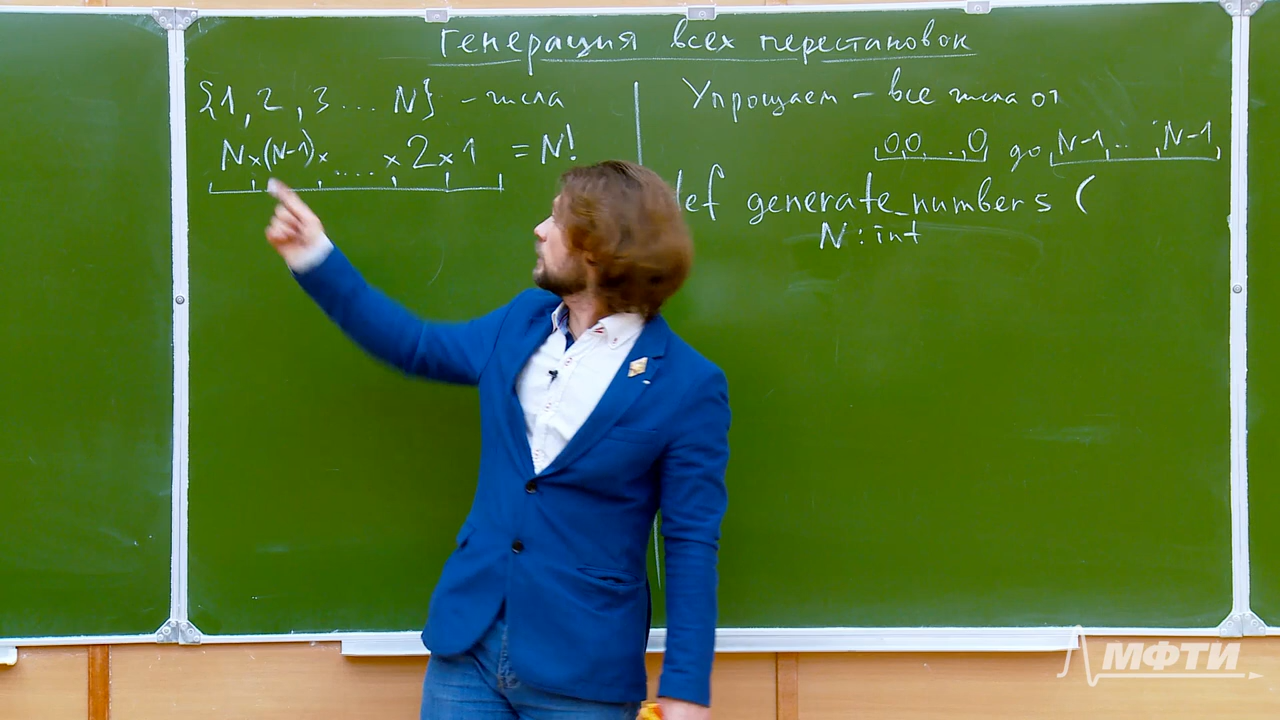 генерация всех перестановок
{1, 2, 3 ... N} - числа
N×(N-1)×....×2×1 = N!
Упрощаем - все числа от
0,0,...,0 до N-1,...,N-1
def generate_numbers (
N: int
МФТИ